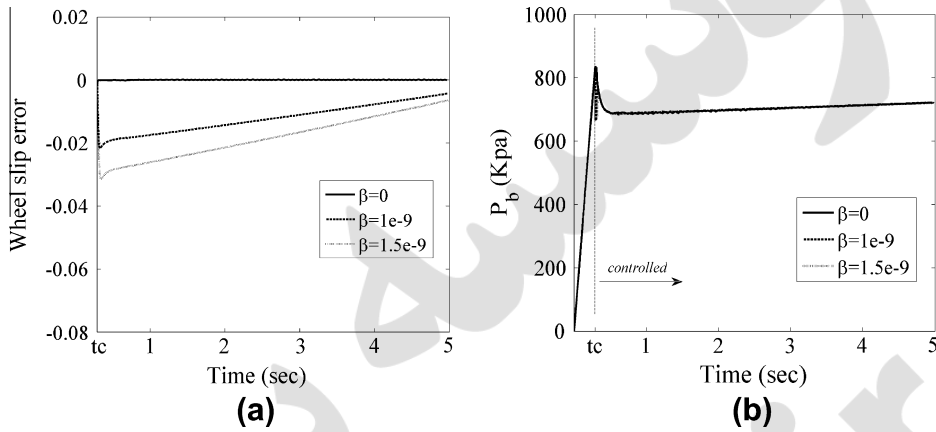 0.02
0
-0.02
-0.04
-0.06
-0.08
Wheel slip error
β=0
β=1e-9
β=1.5e-9
tc 1 2 3 4 5
Time (sec)
(a)
1000
800
600
400
200
0
P_b (Kpa)
controlled
β=0
β=1e-9
β=1.5e-9
tc 1 2 3 4 5
Time (sec)
(b)